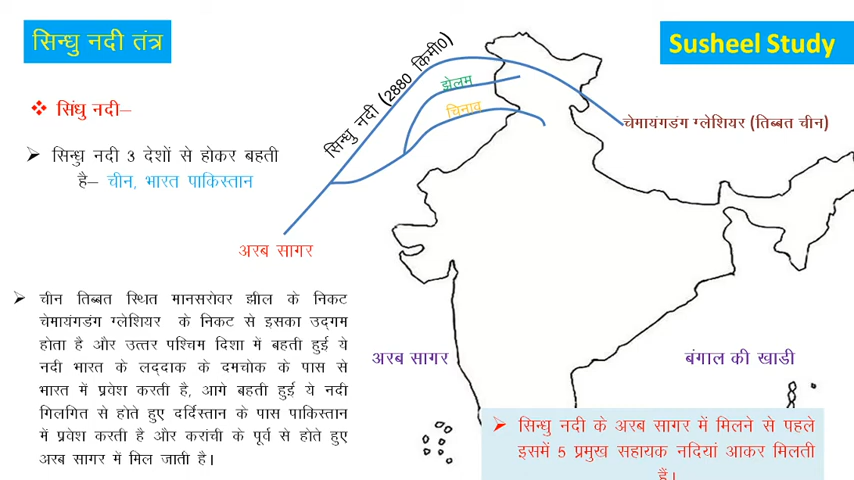 सिन्धु नदी तंत्र
Susheel Study
❖ सिंधु नदी–
➢ सिन्धु नदी 3 देशों से होकर बहती
है– चीन, भारत पाकिस्तान
सिन्धु नदी (2880 किमी0)
झेलम
चिनाव
चेमायंगडंग ग्लेशियर (तिब्बत चीन)
अरब सागर
➢ चीन तिब्बत स्थित मानसरोवर झील के निकट
चेमायंगडंग ग्लेशियर के निकट से इसका उद्गम
होता है और उत्तर पश्चिम दिशा में बहती हुई ये
नदी भारत के लद्दाक के दमचोक के पास से
भारत में प्रवेश करती है, आगे बहती हुई ये नदी
गिलगित से होते हुए दर्दिस्तान के पास पाकिस्तान
में प्रवेश करती है और करांची के पूर्व से होते हुए
अरब सागर में मिल जाती है।
अरब सागर
बंगाल की खाडी
➢ सिन्धु नदी के अरब सागर में मिलने से पहले
इसमें 5 प्रमुख सहायक नदियां आकर मिलती
हैं।